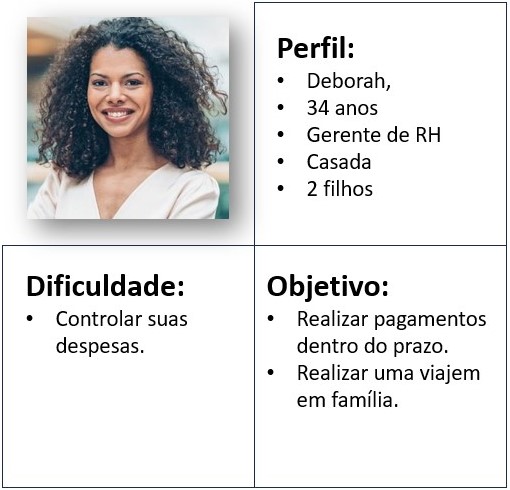 Perfil:
• Deborah,
• 34 anos
• Gerente de RH
• Casada
• 2 filhos
Dificuldade:
• Controlar suas
despesas.
Objetivo:
• Realizar pagamentos
dentro do prazo.
• Realizar uma viajem
em família.